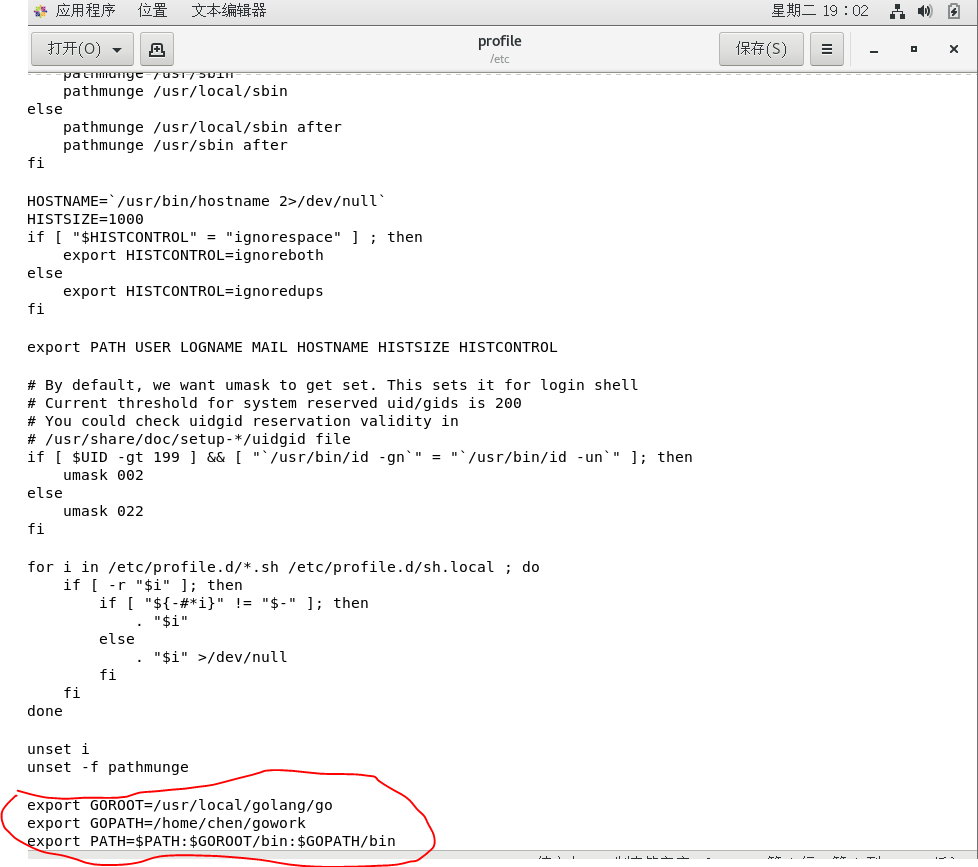 应用程序 位置 文本编辑器 星期二 19：02
打开(O) profile 保存(S)
/etc
pathmunge /usr/sbin
pathmunge /usr/local/sbin
else
pathmunge /usr/local/sbin after
pathmunge /usr/sbin after
fi
HOSTNAME=`/usr/bin/hostname 2>/dev/null`
HISTSIZE=1000
if [ "$HISTCONTROL" = "ignorespace" ] ; then
export HISTCONTROL=ignoreboth
else
export HISTCONTROL=ignoredups
fi
export PATH USER LOGNAME MAIL HOSTNAME HISTSIZE HISTCONTROL
# By default, we want umask to get set. This sets it for login shell
# Current threshold for system reserved uid/gids is 200
# You could check uidgid reservation validity in
# /usr/share/doc/setup-*/uidgid file
if [ $UID -gt 199 ] && [ "`/usr/bin/id -gn`" = "`/usr/bin/id -un`" ]; then
umask 002
else
umask 022
fi
for i in /etc/profile.d/*.sh /etc/profile.d/sh.local ; do
if [ -r "$i" ]; then
if [ "${-#*i}" != "$-" ]; then
. "$i"
else
. "$i" >/dev/null
fi
fi
done
unset i
unset -f pathmunge
export GOROOT=/usr/local/golang/go
export GOPATH=/home/chen/gowork
export PATH=$PATH:$GOROOT/bin:$GOPATH/bin